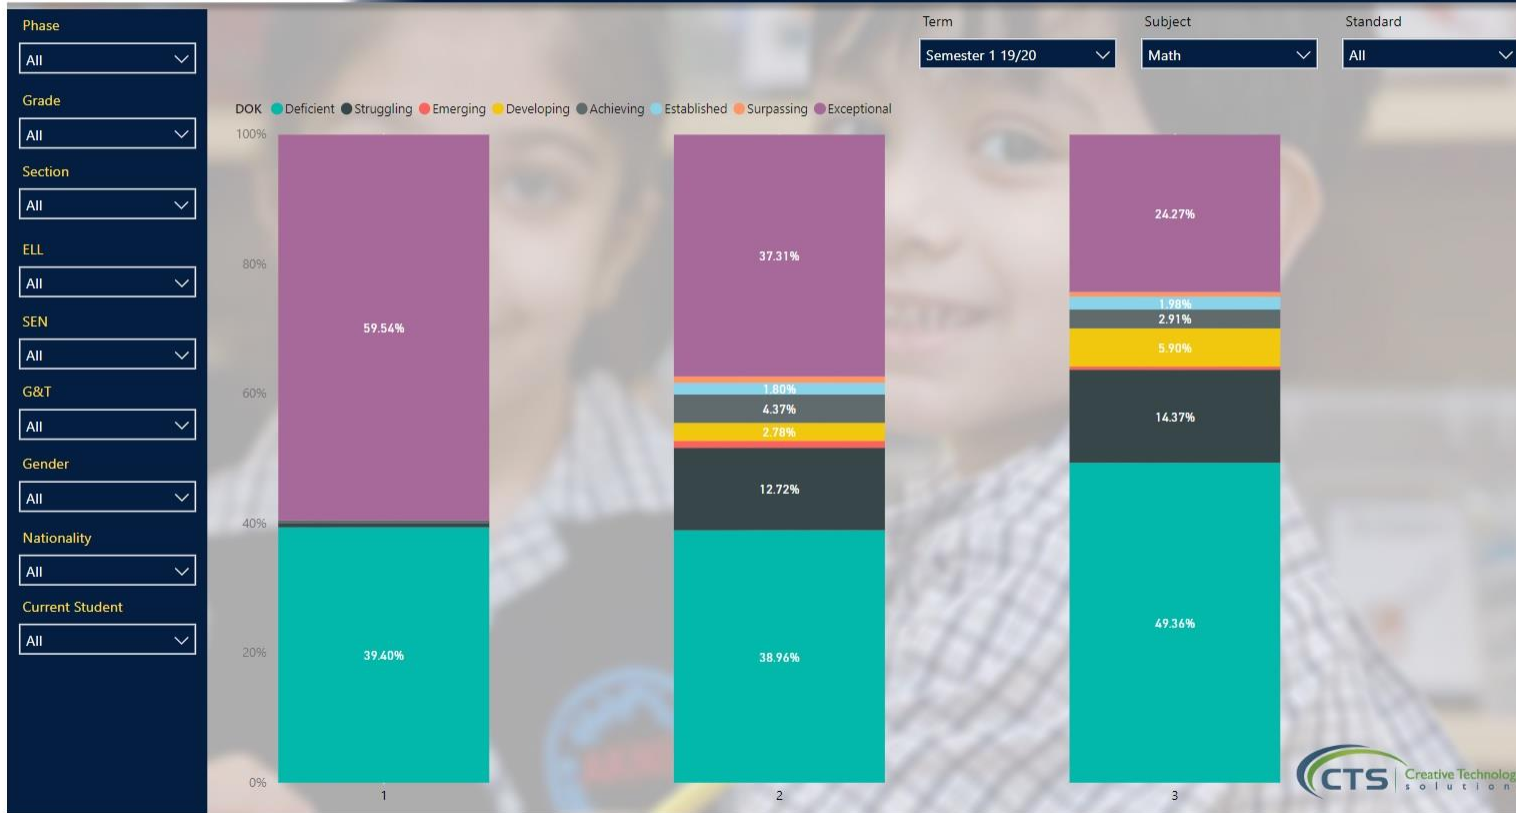 Phase
All
Grade
All
Section
All
ELL
All
SEN
All
G&T
All
Gender
All
Nationality
All
Current Student
All
Term
Semester 1 19/20
Subject
Math
Standard
All
DOK Deficient Struggling Emerging Developing Achieving Established Surpassing Exceptional
100%
80%
60%
40%
20%
0%
59.54%
39.40%
1
37.31%
1.80%
4.37%
2.78%
12.72%
38.96%
2
24.27%
1.98%
2.91%
5.90%
14.37%
49.36%
3
CTS
Creative Technolog
solution